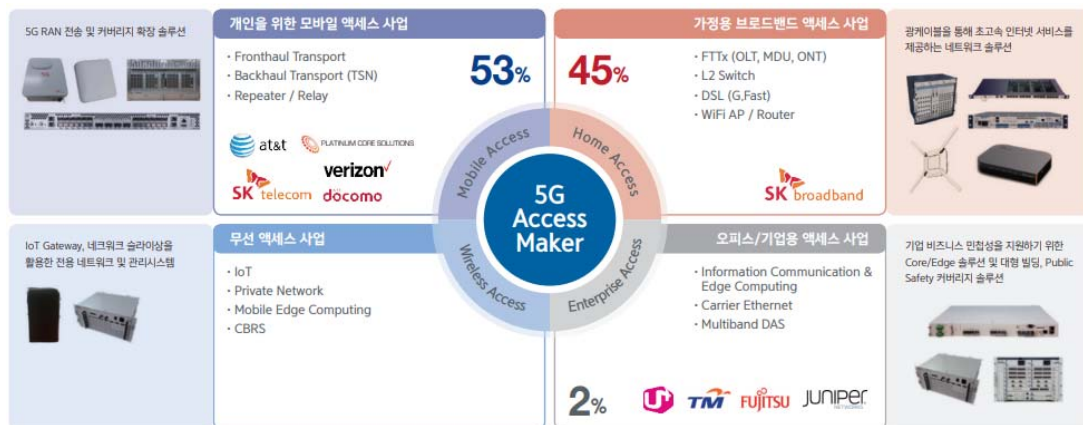 5G RAN 전송 및 커버리지 확장 솔루션
개인을 위한 모바일 액세스 사업
· Fronthaul Transport
· Backhaul Transport (TSN)
· Repeater / Relay
53%
at&t
PLATINUM CORE SOLUTIONS
verizon
SK telecom
döcomo
가정용 브로드밴드 액세스 사업
45%
· FTTx (OLT, MDU, ONT)
· L2 Switch
· DSL (G,Fast)
· WiFi AP / Router
SK broadband
광케이블을 통해 초고속 인터넷 서비스를
제공하는 네트워크 솔루션
Mobile Access
Home Access
5G
Access
Maker
Wireless Access
Enterprise Access
IoT Gateway, 네크워크 슬라이상을
활용한 전용 네트워크 및 관리시스템
무선 액세스 사업
· IoT
· Private Network
· Mobile Edge Computing
· CBRS
오피스/기업용 액세스 사업
· Information Communication &
Edge Computing
· Carrier Ethernet
· Multiband DAS
2%
U+
TM
FUJITSU
JUNIPER
NETWORKS
기업 비즈니스 민첩성을 지원하기 위한
Core/Edge 솔루션 및 대형 빌딩, Public
Safety 커버리지 솔루션